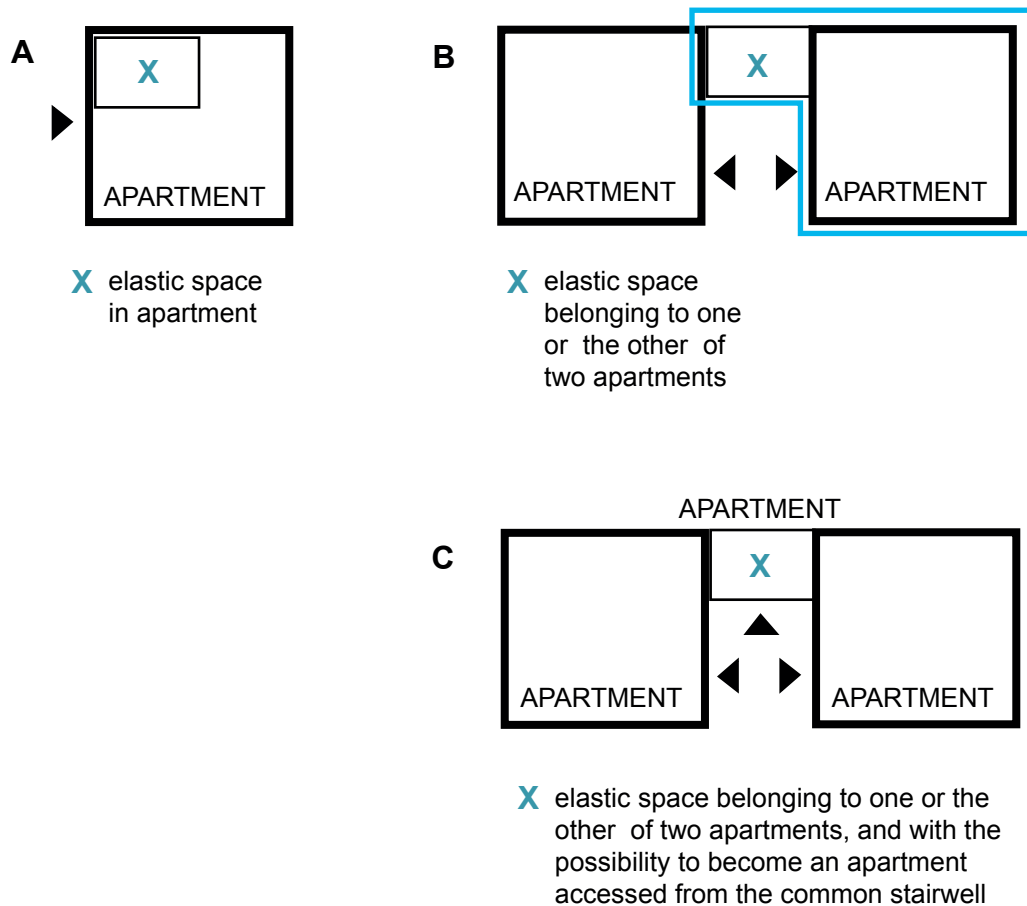 A
X
APARTMENT
X elastic space
in apartment
B
X
APARTMENT
APARTMENT
X elastic space
belonging to one
or the other of
two apartments
APARTMENT
C
X
APARTMENT
APARTMENT
X elastic space belonging to one or the
other of two apartments, and with the
possibility to become an apartment
accessed from the common stairwell